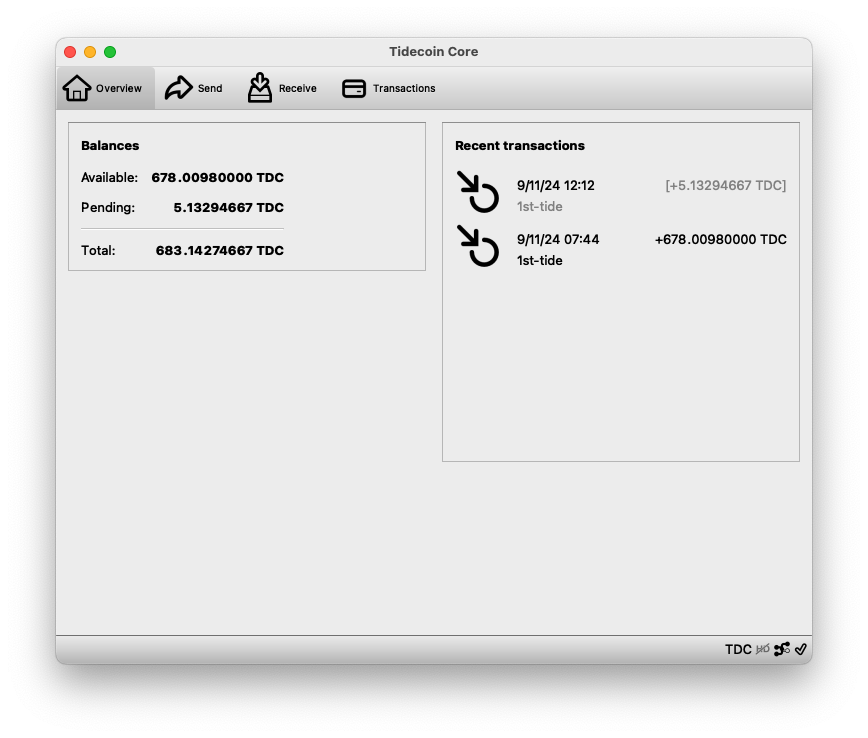 Tidecoin Core
Overview
Send
Receive
Transactions
Balances
Available: 678.00980000 TDC
Pending: 5.13294667 TDC
Total: 683.14274667 TDC
Recent transactions
9/11/24 12:12 [+5.13294667 TDC]
1st-tide
9/11/24 07:44 +678.00980000 TDC
1st-tide
TDC HD